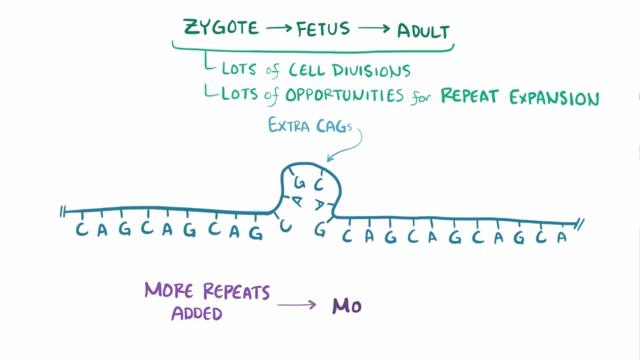 ZYGOTE → FETUS → ADULT
LOTS of CELL DIVISIONS
LOTS of OPPORTUNITIES for REPEAT EXPANSION
EXTRA CAGs
G C
A A
C A G C A G C A G C G C A G C A G C A G C A
MORE REPEATS → MO
ADDED